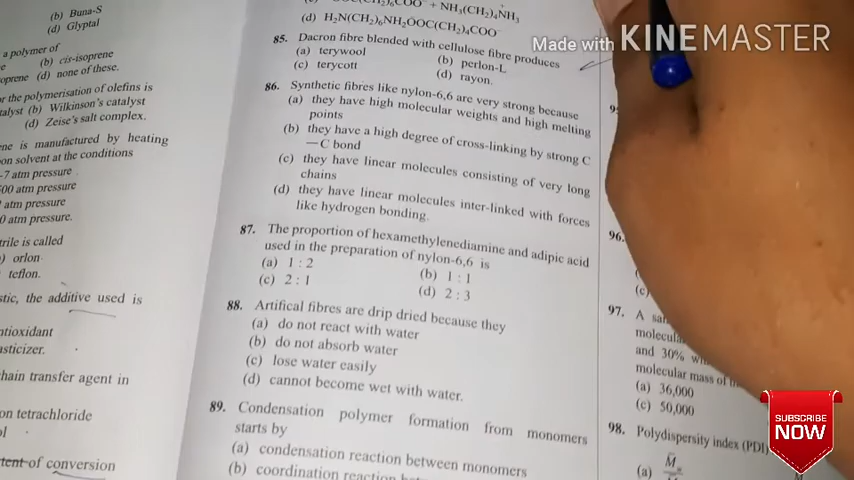 (b) Buna-S
(d) Glyptal
a polymer of
(b) cis-isoprene
oprene (d) none of these.
r the polymerisation of olefins is
talyst (b) Wilkinson's catalyst
(d) Zeise's salt complex.
ne is manufactured by heating
on solvent at the conditions
-7 atm pressure
00 atm pressure
atm pressure
0 atm pressure.
trile is called
) orlon
teflon.
stic, the additive used is
ntioxidant
asticizer.
chain transfer agent in
on tetrachloride
tent of conversion
(d) H₂N(CH₂)₆NH₂OOC(CH₂)₄COO⁻
85. Dacron fibre blended with cellulose fibre produces
(a) terywool (b) perlon-L
(c) terycott (d) rayon.
86. Synthetic fibres like nylon-6,6 are very strong because
(a) they have high molecular weights and high melting
points
(b) they have a high degree of cross-linking by strong C
—C bond
(c) they have linear molecules consisting of very long
chains
(d) they have linear molecules inter-linked with forces
like hydrogen bonding.
87. The proportion of hexamethylenediamine and adipic acid
used in the preparation of nylon-6,6 is
(a) 1 : 2 (b) 1 : 1
(c) 2 : 1 (d) 2 : 3
88. Artifical fibres are drip dried because they
(a) do not react with water
(b) do not absorb water
(c) lose water easily
(d) cannot become wet with water.
89. Condensation polymer formation from monomers
starts by
(a) condensation reaction between monomers
(b) coordination reaction
96.
97. A
molecula
and 30%
molecular mass of
(a) 36,000
(c) 50,000
98. Polydispersity index (PDI)
(a)
Made with KINEMASTER
SUBSCRIBE
NOW